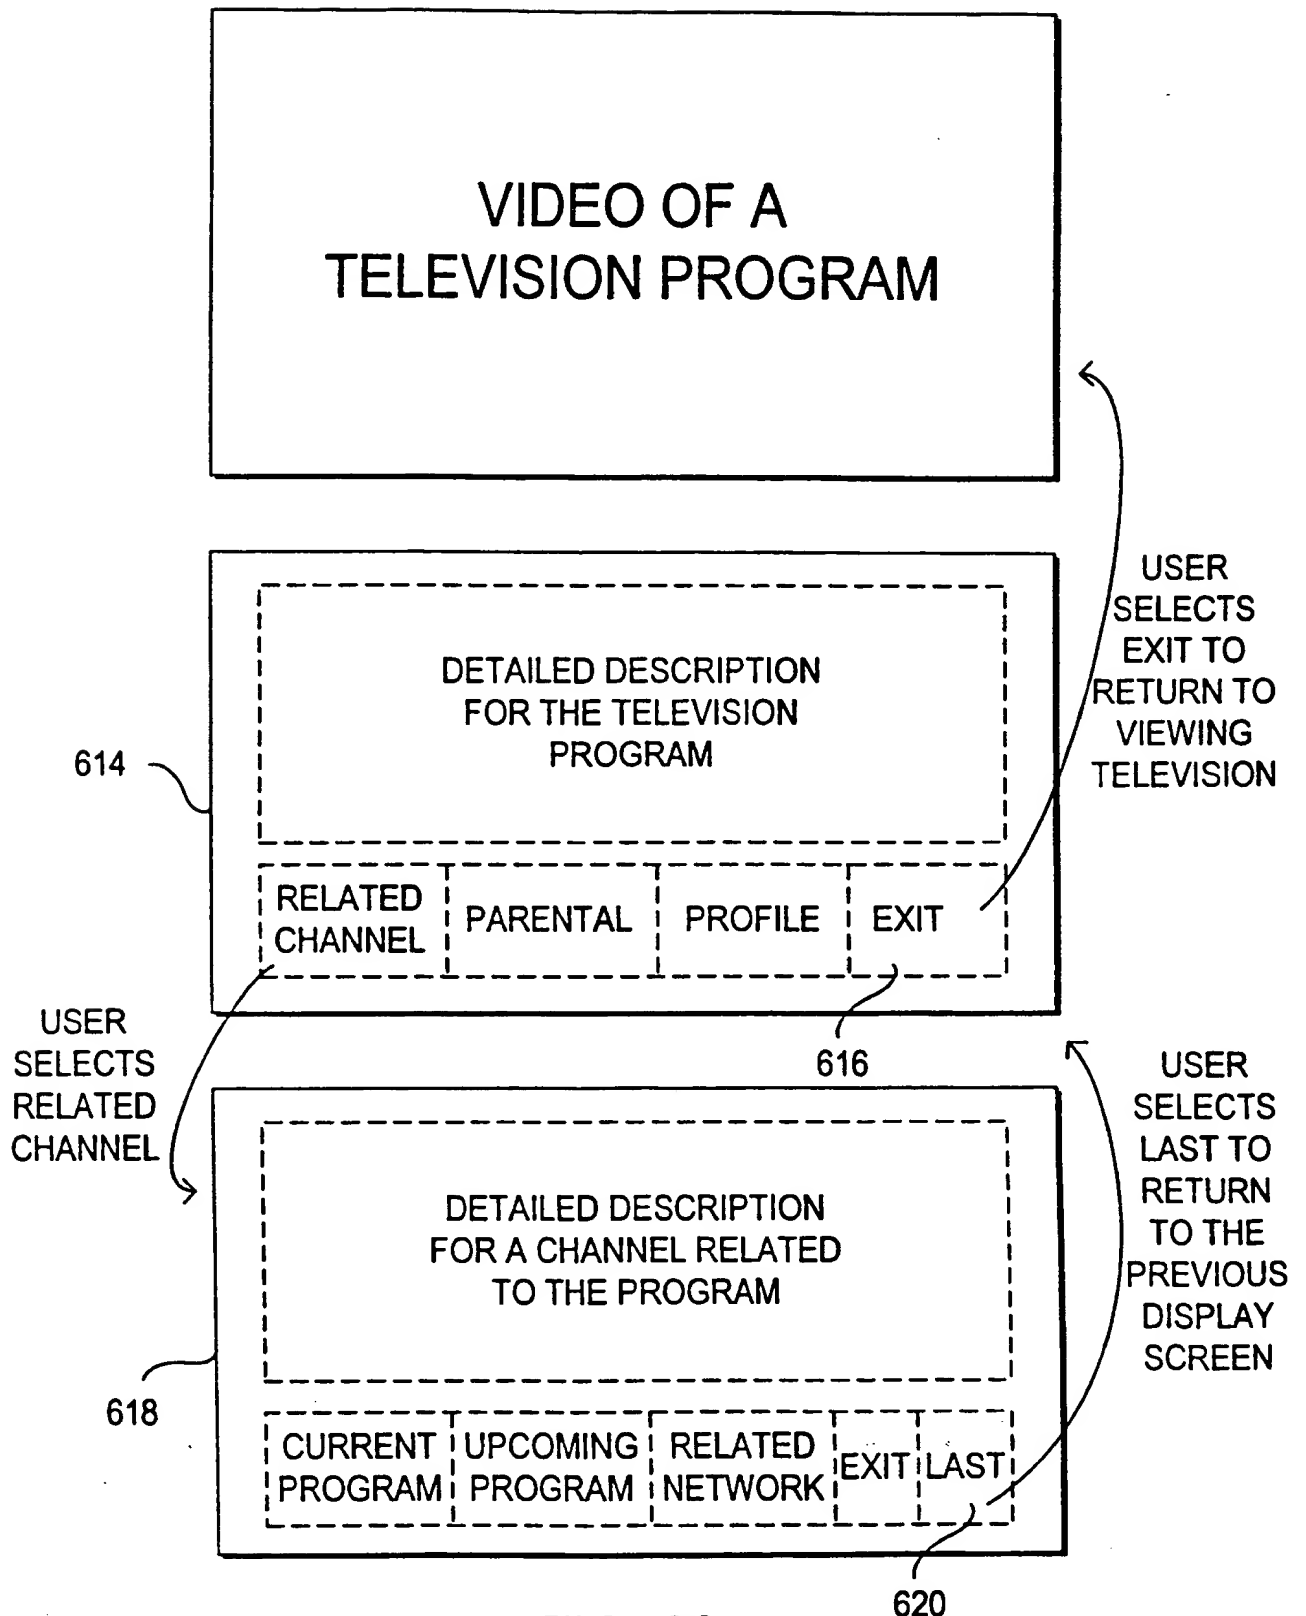 VIDEO OF A
TELEVISION PROGRAM
DETAILED DESCRIPTION
FOR THE TELEVISION
PROGRAM
614
RELATED
CHANNEL
PARENTAL
PROFILE
EXIT
616
USER
SELECTS
EXIT TO
RETURN TO
VIEWING
TELEVISION
USER
SELECTS
RELATED
CHANNEL
DETAILED DESCRIPTION
FOR A CHANNEL RELATED
TO THE PROGRAM
618
CURRENT
PROGRAM
UPCOMING
PROGRAM
RELATED
NETWORK
EXIT
LAST
620
USER
SELECTS
LAST TO
RETURN
TO THE
PREVIOUS
DISPLAY
SCREEN